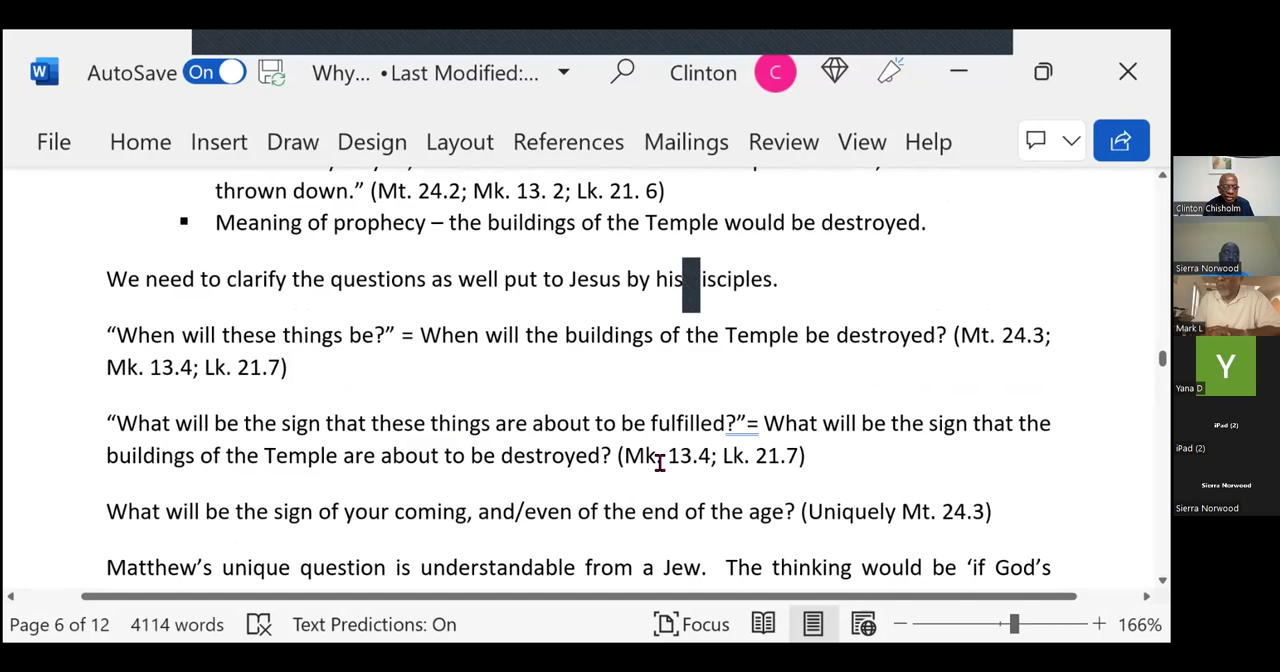 W AutoSave On Why... • Last Modified:... Clinton C
File Home Insert Draw Design Layout References Mailings Review View Help
thrown down.” (Mt. 24.2; Mk. 13. 2; Lk. 21. 6)
▪ Meaning of prophecy – the buildings of the Temple would be destroyed.
We need to clarify the questions as well put to Jesus by his isciples.
“When will these things be?” = When will the buildings of the Temple be destroyed? (Mt. 24.3;
Mk. 13.4; Lk. 21.7)
“What will be the sign that these things are about to be fulfilled?”= What will be the sign that the
buildings of the Temple are about to be destroyed? (Mk. 13.4; Lk. 21.7)
What will be the sign of your coming, and/even of the end of the age? (Uniquely Mt. 24.3)
Matthew’s unique question is understandable from a Jew. The thinking would be ‘if God’s
Page 6 of 12 4114 words Text Predictions: On Focus 166%
Clinton Chisholm
Sierra Norwood
Mark L
Y
Yana D
iPad (2)
iPad (2)
Sierra Norwood
Sierra Norwood